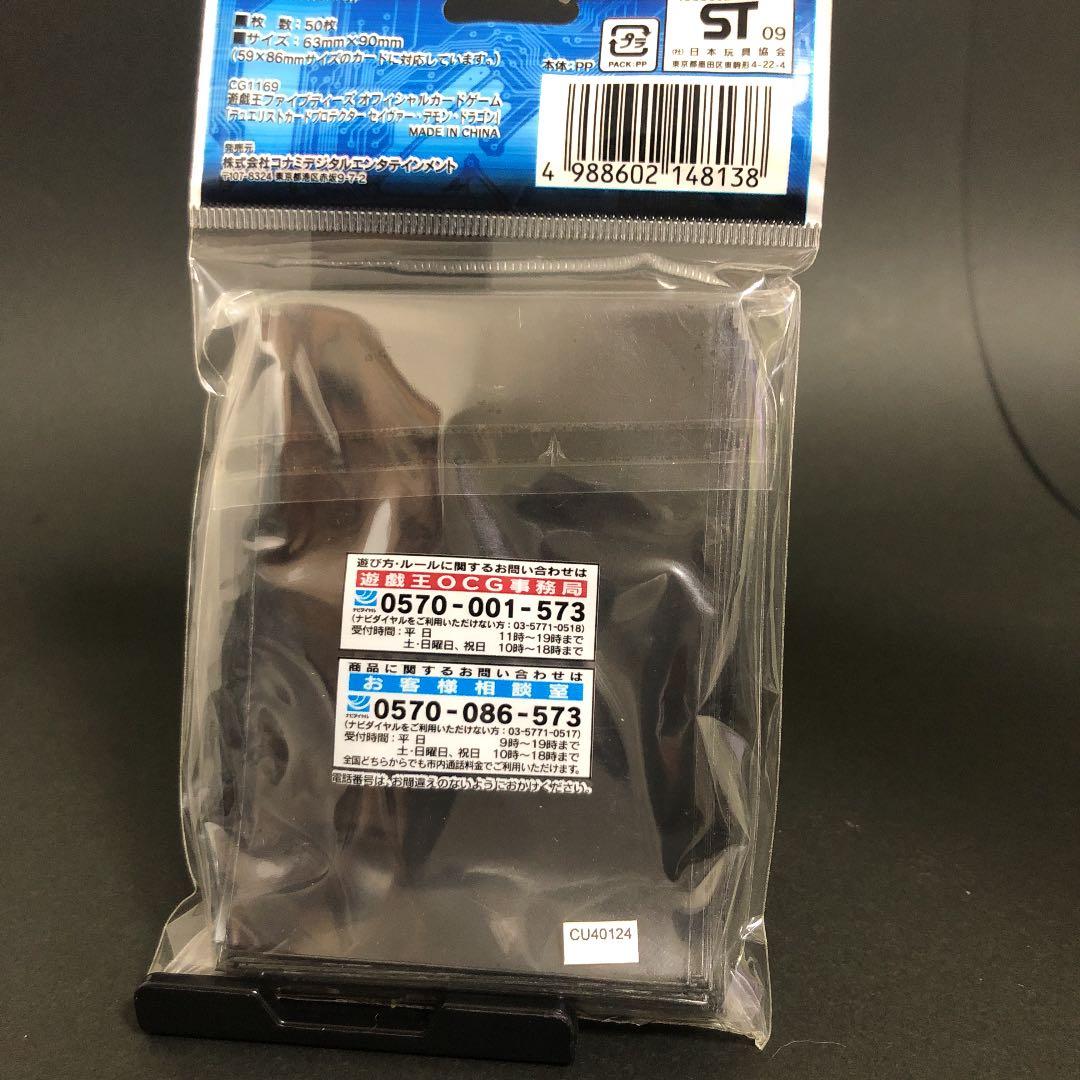 ■枚 数：50枚
■サイズ：63mm×90mm
(59×86mmサイズのカードに対応しています。)
CG1169
遊戯王ファイブディーズ オフィシャルカードゲーム
[デュエリストカードプロテクター・セイヴァー・デモン・ドラゴン]
MADE IN CHINA
発売元
株式会社コナミデジタルエンタテインメント
〒107-8324 東京都港区赤坂9-7-2
プラ
PACK:PP
本体:PP
ST 09
(社)日本玩具協会
東京都墨田区東駒形4-22-4
4 988602 148138
遊び方・ルールに関するお問い合わせは
遊戯王OCG事務局
ナビダイヤル 0570-001-573
(ナビダイヤルをご利用いただけない方：03-5771-0518)
受付時間：平 日 11時～19時まで
土・日曜日、祝日 10時～18時まで
商品に関するお問い合わせは
お客様相談室
ナビダイヤル 0570-086-573
(ナビダイヤルをご利用いただけない方：03-5771-0517)
受付時間：平 日 9時～19時まで
土・日曜日、祝日 10時～18時まで
全国どちらからでも市内通話料金でご利用いただけます。
電話番号は、お間違えのないようにおかけください。
CU40124